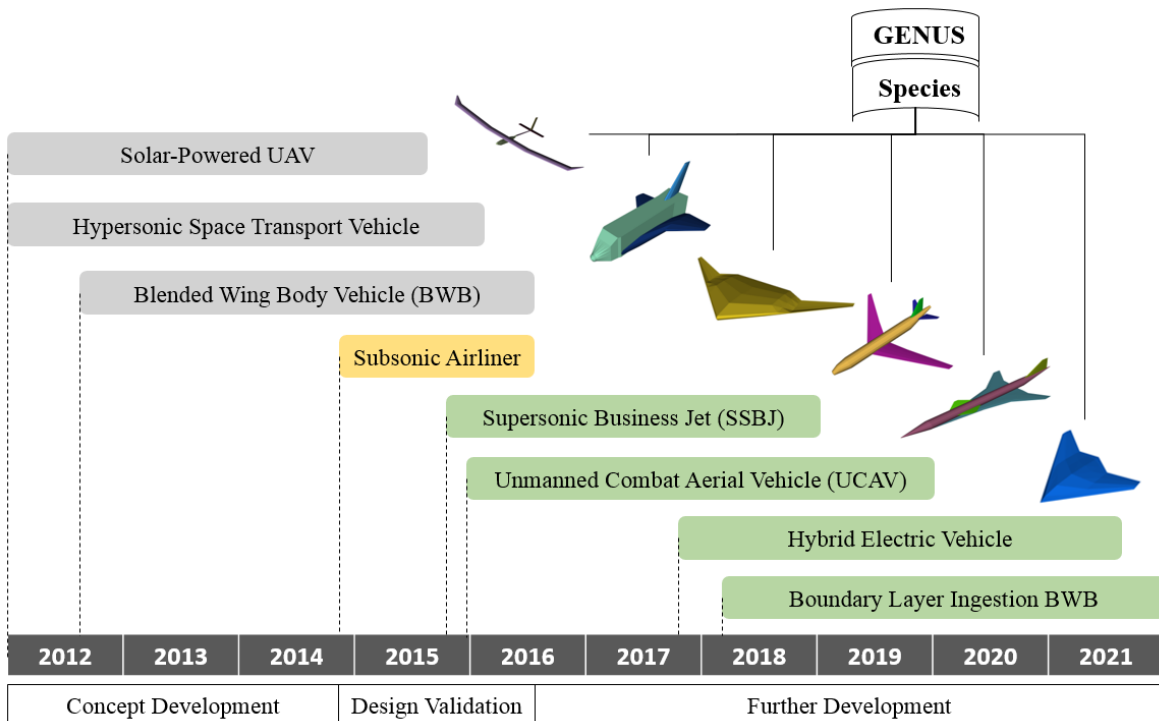 GENUS
Species
Solar-Powered UAV
Hypersonic Space Transport Vehicle
Blended Wing Body Vehicle (BWB)
Subsonic Airliner
Supersonic Business Jet (SSBJ)
Unmanned Combat Aerial Vehicle (UCAV)
Hybrid Electric Vehicle
Boundary Layer Ingestion BWB
2012 2013 2014 2015 2016 2017 2018 2019 2020 2021
Concept Development Design Validation Further Development